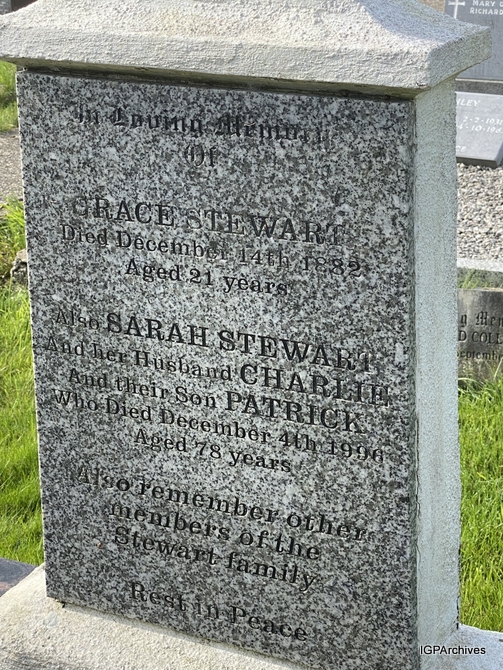 In Loving Memory
Of
GRACE STEWART
Died December 14th 1882
Aged 21 years
Also SARAH STEWART
And her Husband CHARLIE
And their Son PATRICK
Who Died December 4th 1996
Aged 78 years
Also remember other
members of the
Stewart family
Rest in Peace
MARY
RICHARD
IGPArchives